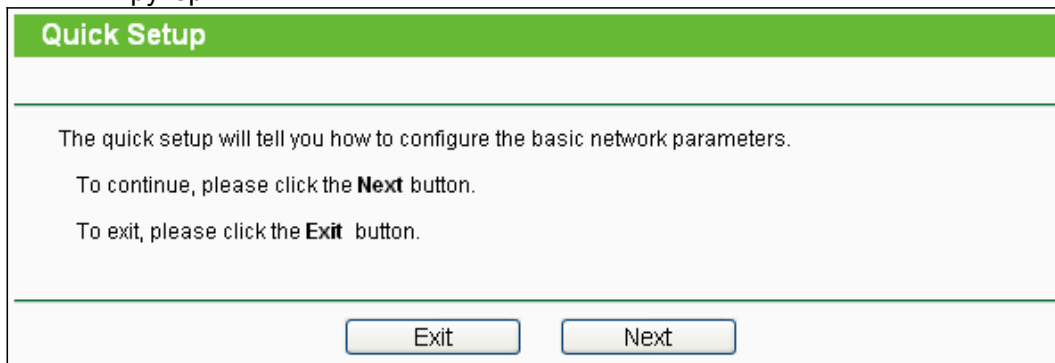 Quick Setup
The quick setup will tell you how to configure the basic network parameters.
To continue, please click the Next button.
To exit, please click the Exit button.
Exit Next